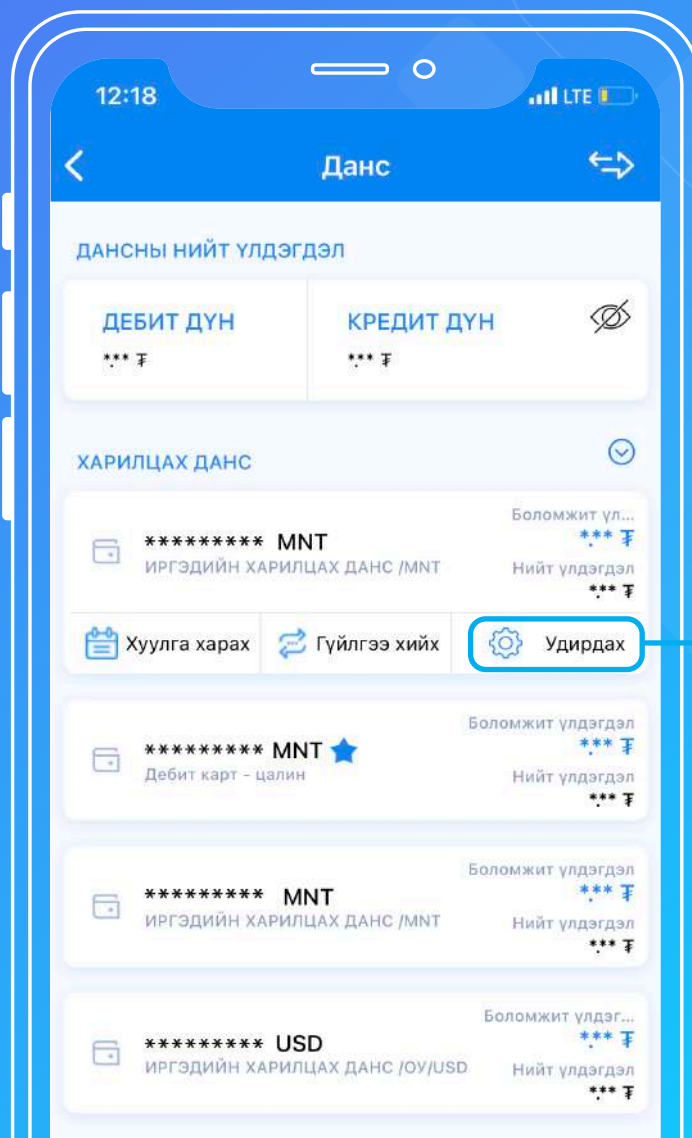 12:18
LTE
Данс
ДАНСНЫ НИЙТ ҮЛДЭГДЭЛ
ДЕБИТ ДҮН
КРЕДИТ ДҮН
*.** ₮
*.** ₮
ХАРИЛЦАХ ДАНС
Боломжит үл...
********* MNT
*.** ₮
ИРГЭДИЙН ХАРИЛЦАХ ДАНС /MNT
Нийт үлдэгдэл
*.** ₮
Хуулга харах
Гүйлгээ хийх
Удирдах
Боломжит үлдэгдэл
********* MNT
*.** ₮
Дебит карт - цалин
Нийт үлдэгдэл
*.** ₮
Боломжит үлдэгдэл
********* MNT
*.** ₮
ИРГЭДИЙН ХАРИЛЦАХ ДАНС /MNT
Нийт үлдэгдэл
*.** ₮
Боломжит үлдэг...
********* USD
*.** ₮
ИРГЭДИЙН ХАРИЛЦАХ ДАНС /ОУ/USD
Нийт үлдэгдэл
*.** ₮